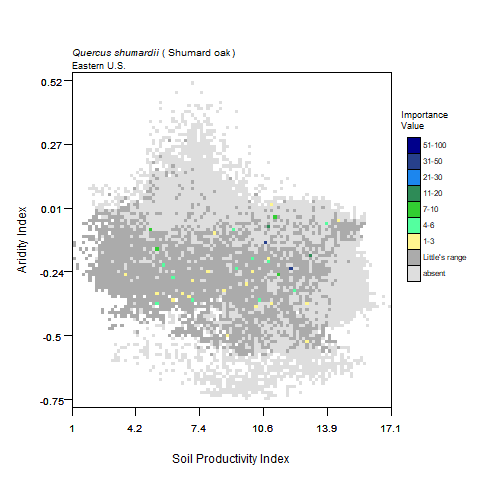 Quercus shumardii ( Shumard oak)
Eastern U.S.
0.52
0.27
0.01
-0.24
-0.5
-0.75
Aridity Index
1 4.2 7.4 10.6 13.9 17.1
Soil Productivity Index
Importance
Value
51-100
31-50
21-30
11-20
7-10
4-6
1-3
Little's range
absent